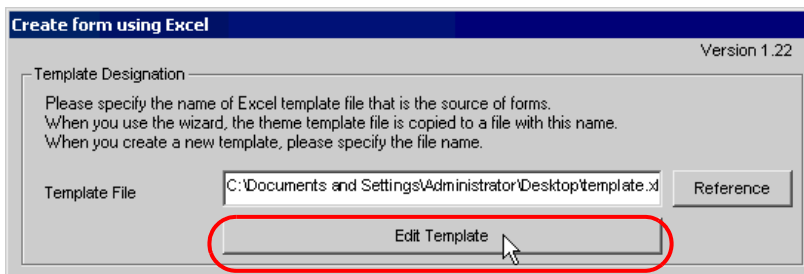 Create form using Excel
Version 1.22
Template Designation
Please specify the name of Excel template file that is the source of forms.
When you use the wizard, the theme template file is copied to a file with this name.
When you create a new template, please specify the file name.
Template File
C:\Documents and Settings\Administrator\Desktop\template.xl
Reference
Edit Template